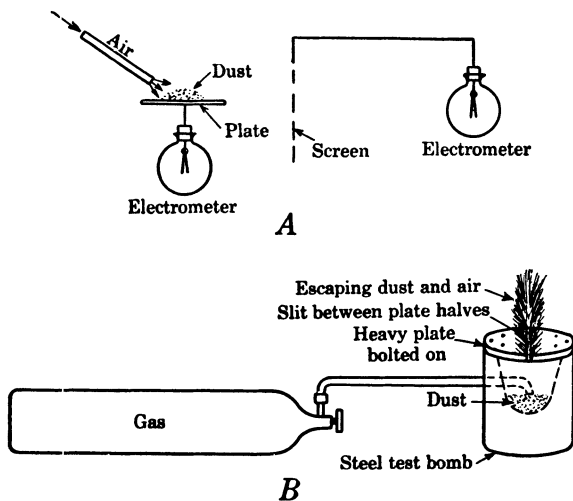 Air
Dust
Plate
Electrometer
Screen
Electrometer
A
Escaping dust and air
Slit between plate halves
Heavy plate
bolted on
Gas
Dust
Steel test bomb
B